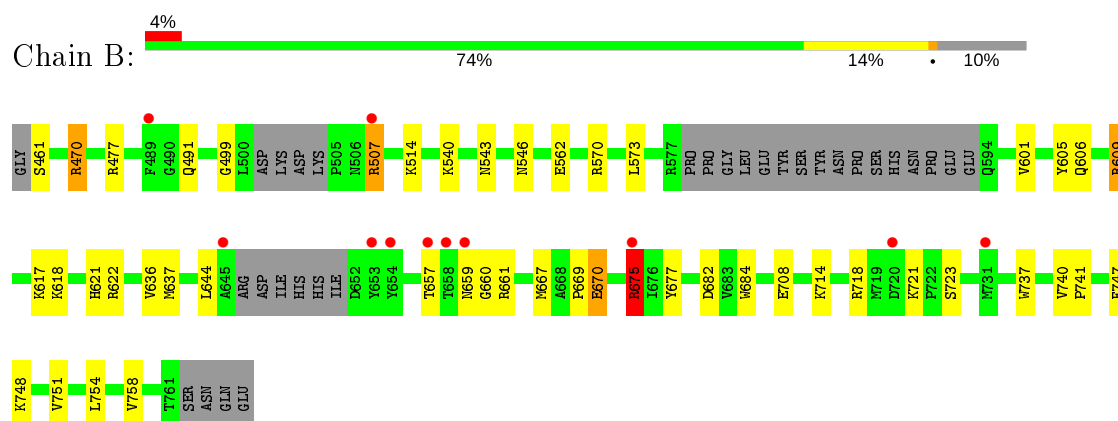 4%
Chain B:
74% 14% • 10%
GLY S461 R470 R477 F489 G490 Q491 G499 L500 ASP LYS ASP LYS P505 N506 R507 K514 K540 N543 N546 E562 R570 L573 R577 PRO PRO GLY LEU GLU TYR SER TYR ASN PRO SER HIS ASN PRO GLU GLU Q594 V601 Y605 Q606 R609
K617 K618 H621 R622 V636 M637 L644 A645 ARG ASP ILE HIS HIS ILE D652 Y653 Y654 T657 T658 N659 G660 R661 M667 A668 P669 E670 R675 I676 Y677 D682 V683 W684 E708 K714 R718 M719 D720 K721 P722 S723 M731 W737 V740 P741 E747
K748 V751 L754 V758 T761 SER ASN GLN GLU